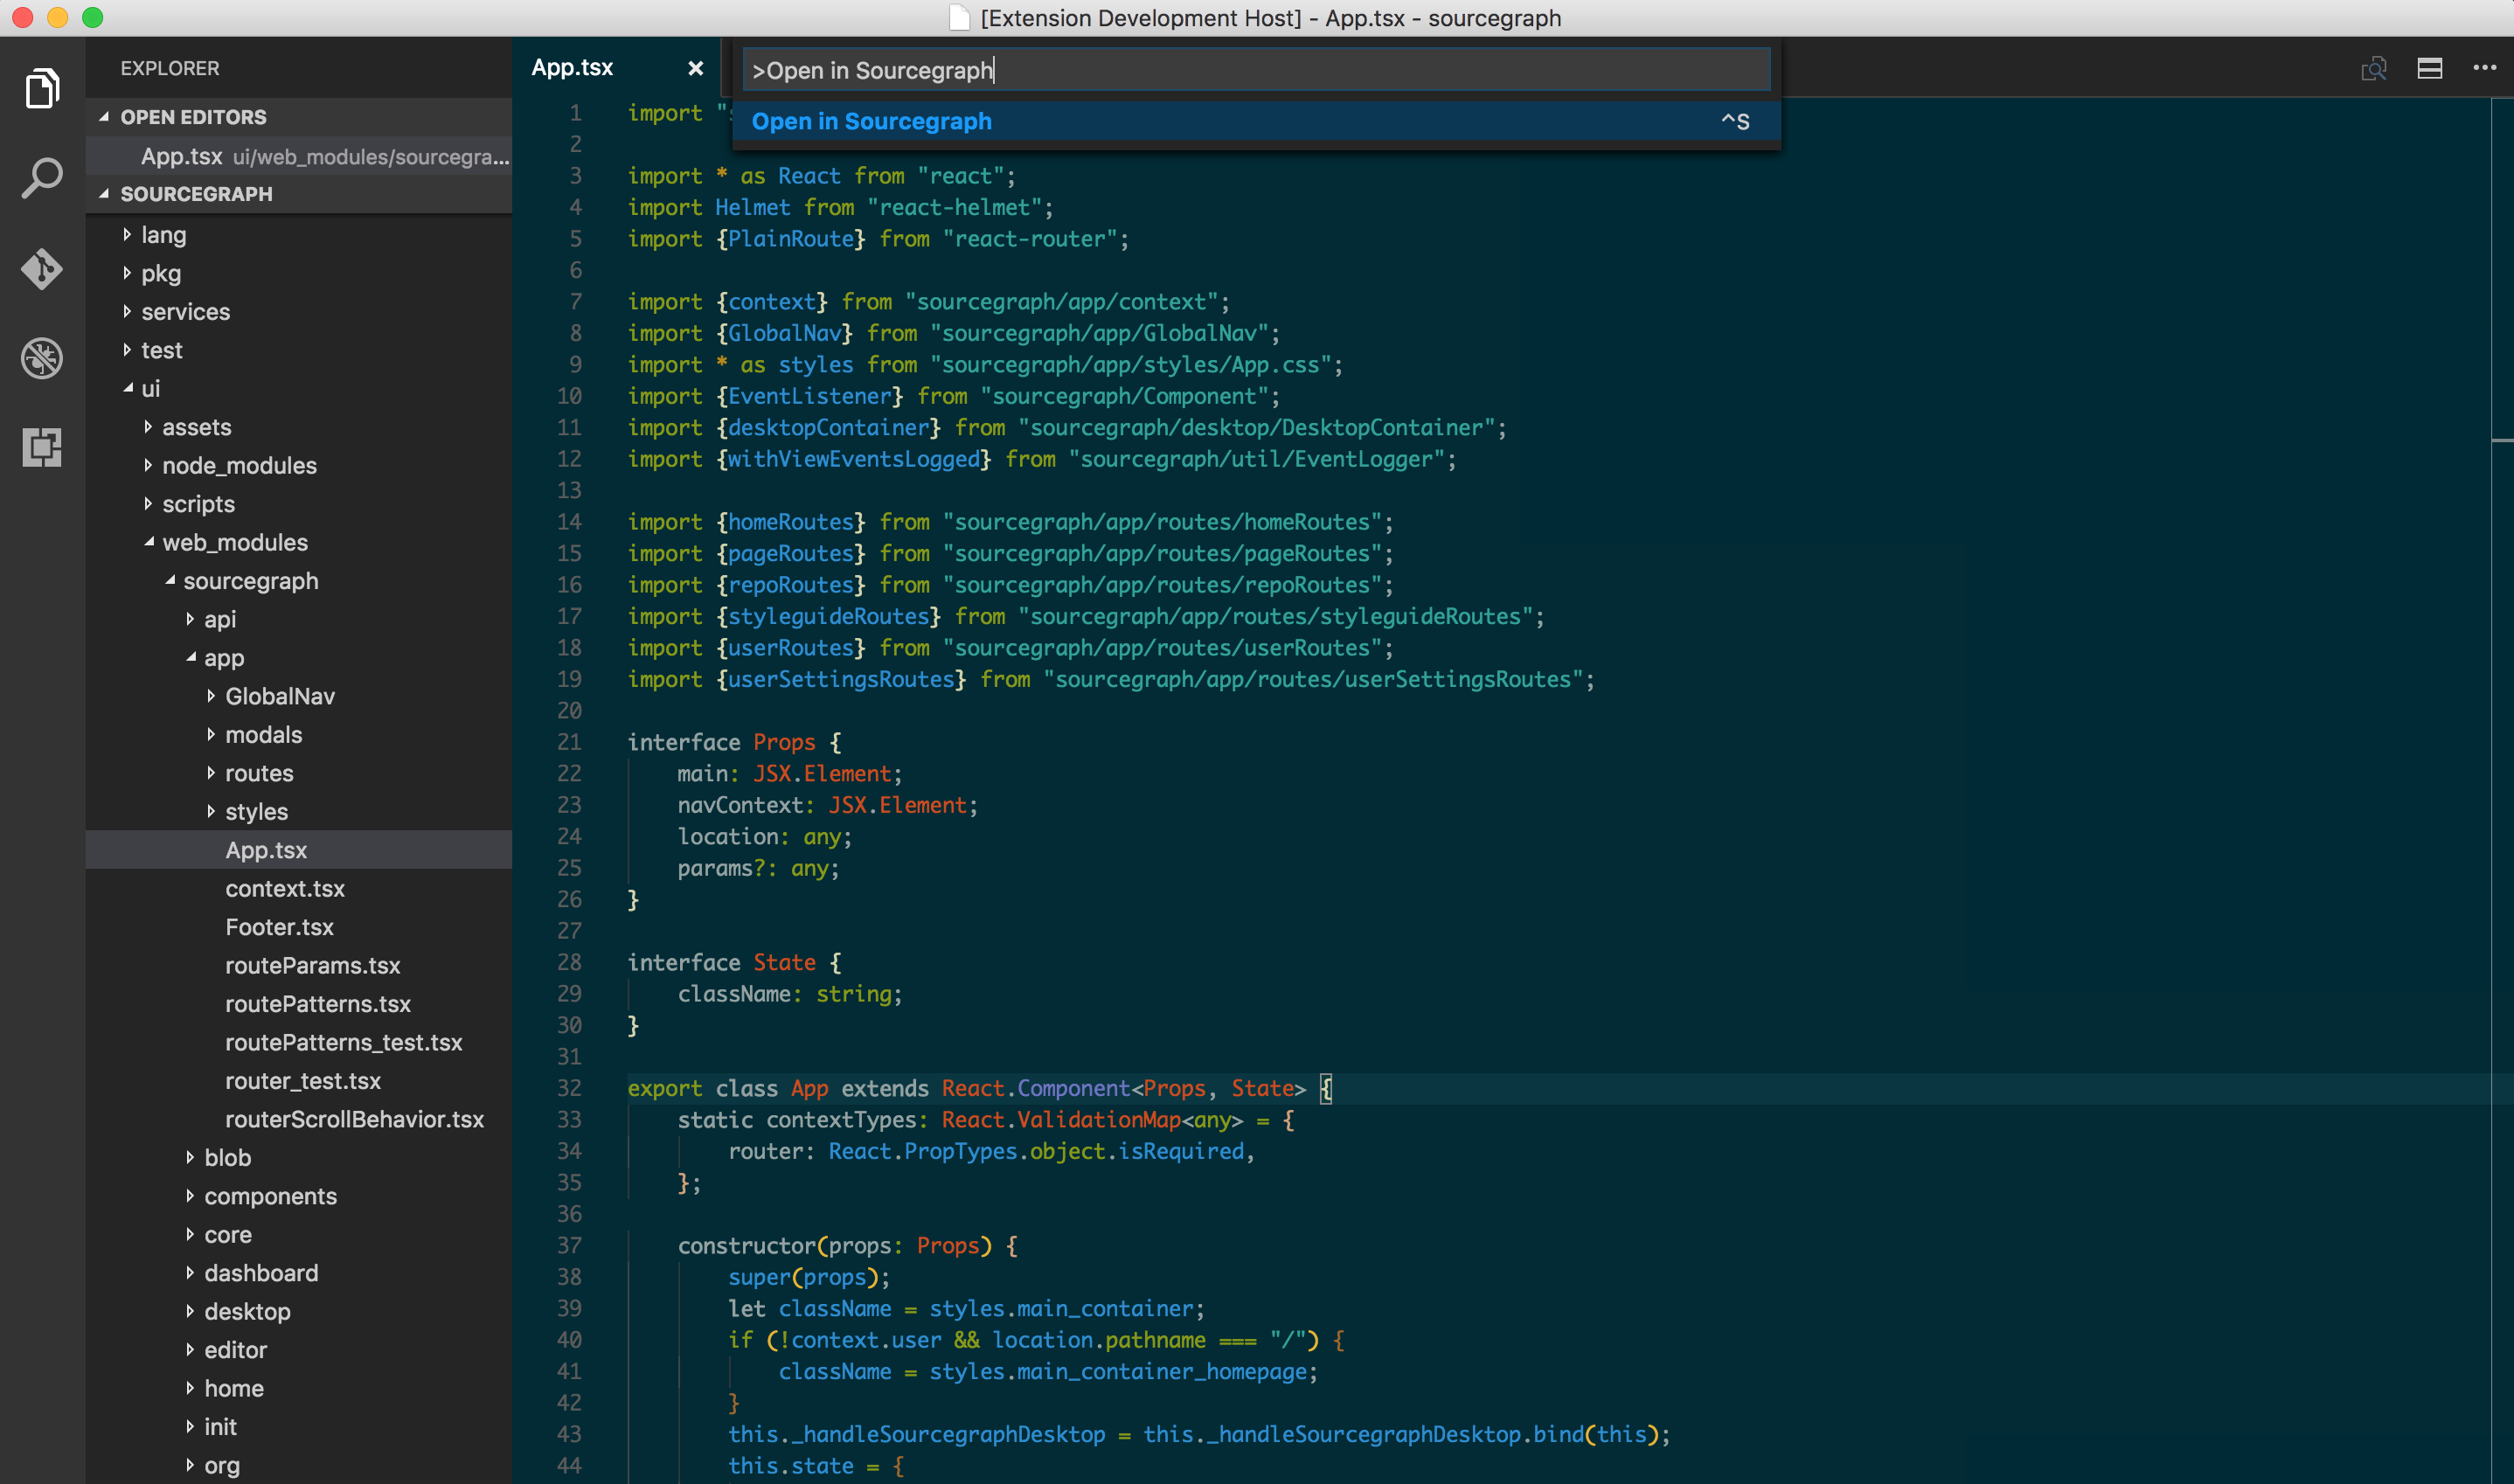 [Extension Development Host] - App.tsx - sourcegraph
EXPLORER
OPEN EDITORS
App.tsx ui/web_modules/sourcegra...
SOURCEGRAPH
lang
pkg
services
test
ui
assets
node_modules
scripts
web_modules
sourcegraph
api
app
GlobalNav
modals
routes
styles
App.tsx
context.tsx
Footer.tsx
routeParams.tsx
routePatterns.tsx
routePatterns_test.tsx
router_test.tsx
routerScrollBehavior.tsx
blob
components
core
dashboard
desktop
editor
home
init
org
App.tsx
>Open in Sourcegraph
Open in Sourcegraph ^S
1 import "
2
3 import * as React from "react";
4 import Helmet from "react-helmet";
5 import {PlainRoute} from "react-router";
6
7 import {context} from "sourcegraph/app/context";
8 import {GlobalNav} from "sourcegraph/app/GlobalNav";
9 import * as styles from "sourcegraph/app/styles/App.css";
10 import {EventListener} from "sourcegraph/Component";
11 import {desktopContainer} from "sourcegraph/desktop/DesktopContainer";
12 import {withViewEventsLogged} from "sourcegraph/util/EventLogger";
13
14 import {homeRoutes} from "sourcegraph/app/routes/homeRoutes";
15 import {pageRoutes} from "sourcegraph/app/routes/pageRoutes";
16 import {repoRoutes} from "sourcegraph/app/routes/repoRoutes";
17 import {styleguideRoutes} from "sourcegraph/app/routes/styleguideRoutes";
18 import {userRoutes} from "sourcegraph/app/routes/userRoutes";
19 import {userSettingsRoutes} from "sourcegraph/app/routes/userSettingsRoutes";
20
21 interface Props {
22 main: JSX.Element;
23 navContext: JSX.Element;
24 location: any;
25 params?: any;
26 }
27
28 interface State {
29 className: string;
30 }
31
32 export class App extends React.Component<Props, State> {
33 static contextTypes: React.ValidationMap<any> = {
34 router: React.PropTypes.object.isRequired,
35 };
36
37 constructor(props: Props) {
38 super(props);
39 let className = styles.main_container;
40 if (!context.user && location.pathname === "/") {
41 className = styles.main_container_homepage;
42 }
43 this._handleSourcegraphDesktop = this._handleSourcegraphDesktop.bind(this);
44 this.state = {